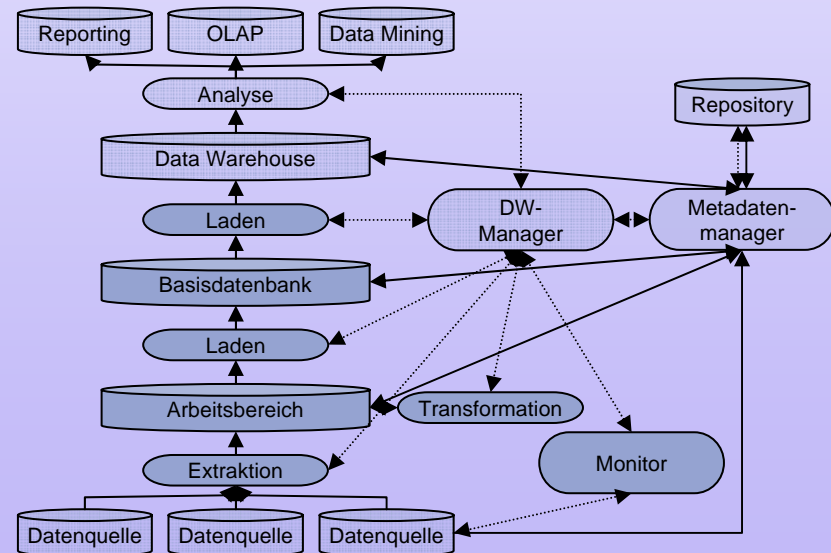 Reporting
OLAP
Data Mining
Analyse
Repository
Data Warehouse
Laden
DW-
Manager
Metadaten-
manager
Basisdatenbank
Laden
Arbeitsbereich
Transformation
Extraktion
Monitor
Datenquelle
Datenquelle
Datenquelle